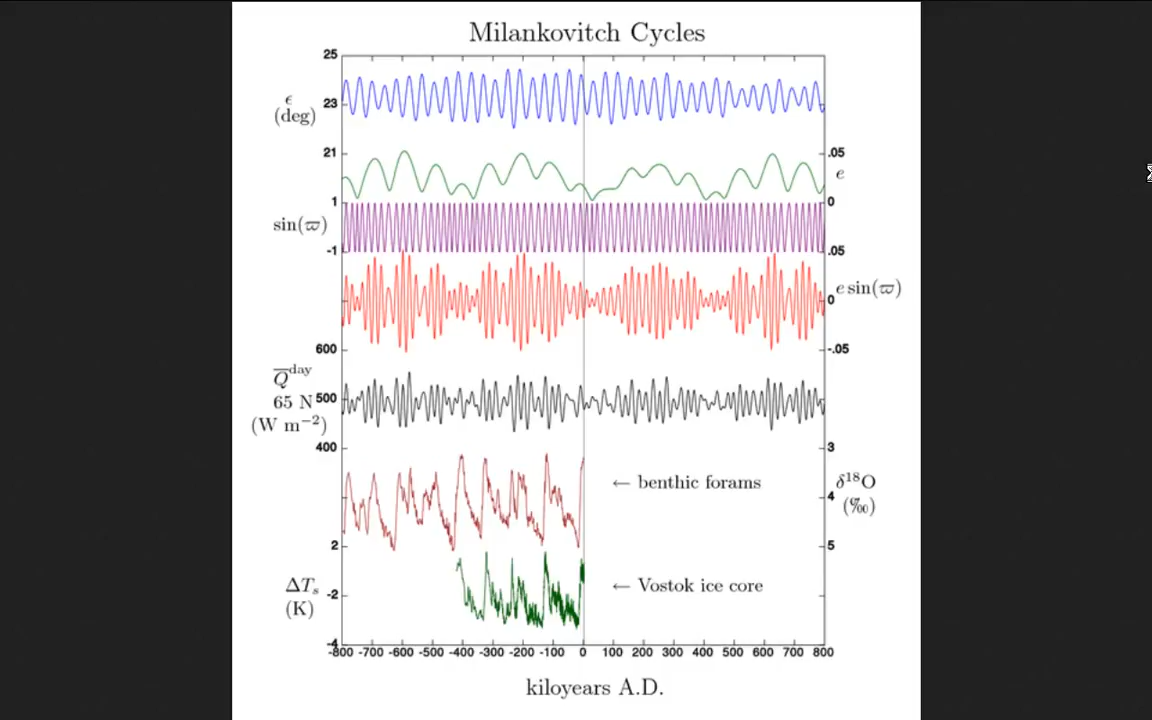 Milankovitch Cycles
25
ϵ
(deg)
23
21
.05
e
1
0
sin(ϖ)
-1
.05
0
e sin(ϖ)
600
-.05
Q̅ day
65 N
500
(W m−2)
400
3
← benthic forams
δ18O
4
(‰)
2
5
ΔTs
(K)
-2
← Vostok ice core
-4
-800 -700 -600 -500 -400 -300 -200 -100 0 100 200 300 400 500 600 700 800
kiloyears A.D.